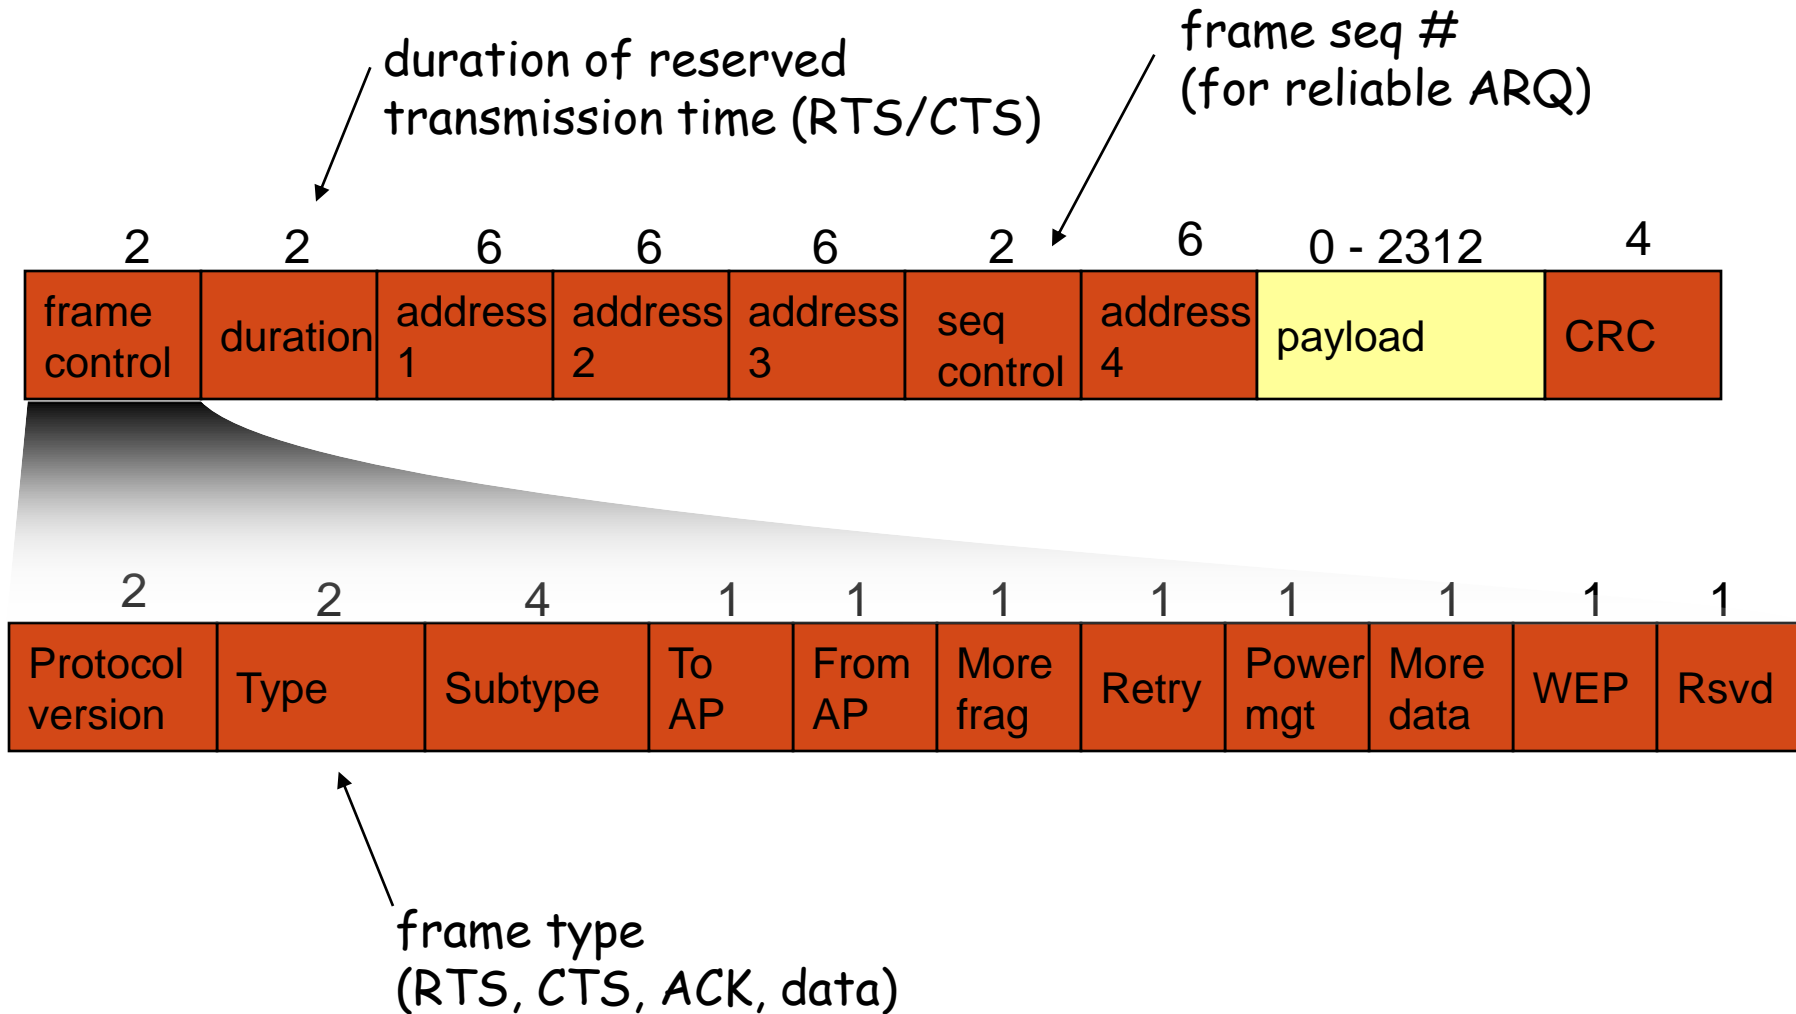 duration of reserved
transmission time (RTS/CTS)
frame seq #
(for reliable ARQ)
2 2 6 6 6 2 6 0 - 2312 4
frame control
duration
address 1
address 2
address 3
seq control
address 4
payload
CRC
2 2 4 1 1 1 1 1 1 1 1
Protocol version
Type
Subtype
To AP
From AP
More frag
Retry
Power mgt
More data
WEP
Rsvd
frame type
(RTS, CTS, ACK, data)